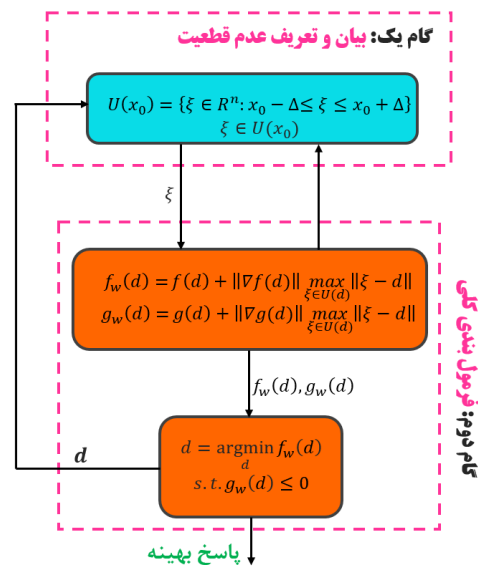 گام یک: بیان و تعریف عدم قطعیت
U(x₀) = {ξ ∈ Rⁿ: x₀ − Δ≤ ξ ≤ x₀ + Δ}
ξ ∈ U(x₀)
ξ
f_w(d) = f(d) + ‖∇f(d)‖ max_{ξ∈U(d)} ‖ξ − d‖
g_w(d) = g(d) + ‖∇g(d)‖ max_{ξ∈U(d)} ‖ξ − d‖
گام دوم: فرمول بندی کلی
f_w(d), g_w(d)
d = argmin f_w(d)
d
s. t. g_w(d) ≤ 0
d
پاسخ بهینه